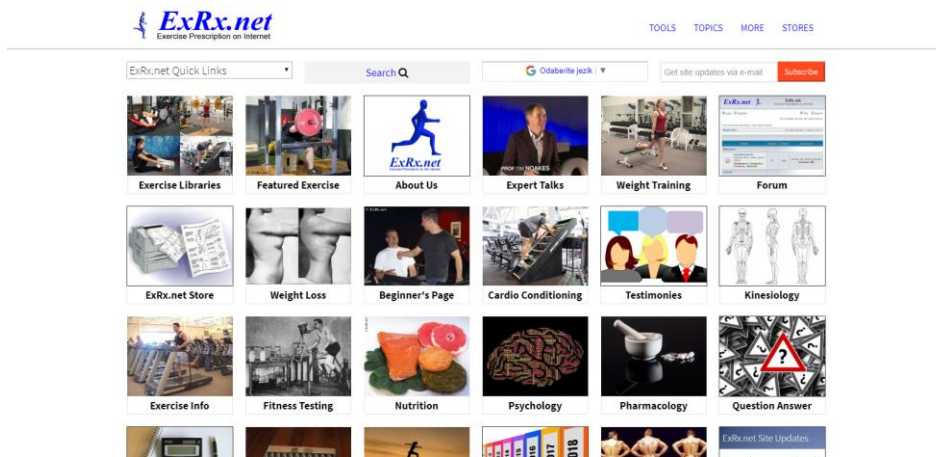 ExRx.net
Exercise Prescription on Internet
TOOLS TOPICS MORE STORES
ExRx.net Quick Links
Search
Odaberite jezik
Get site updates via e-mail
Subscribe
ExRx.net
PROF TIM NOAKES
ExRx.net
Exercise Libraries
Featured Exercise
About Us
Expert Talks
Weight Training
Forum
ExRx.net Store
Weight Loss
Beginner's Page
Cardio Conditioning
Testimonies
Kinesiology
?
Exercise Info
Fitness Testing
Nutrition
Psychology
Pharmacology
Question Answer
2018
ExRx.net Site Updates